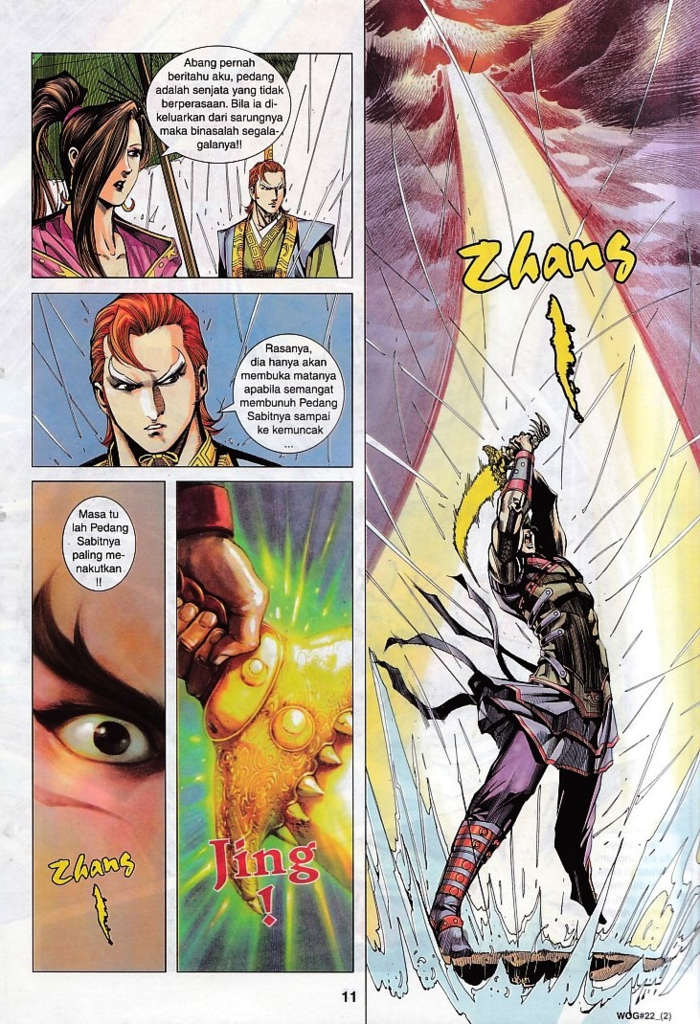 Abang pernah
beritahu aku, pedang
adalah senjata yang tidak
berperasaan. Bila ia di-
keluarkan dari sarungnya
maka binasalah segala-
galanya!!
Rasanya,
dia hanya akan
membuka matanya
apabila semangat
membunuh Pedang
Sabitnya sampai
ke kemuncak
...
Masa tu
lah Pedang
Sabitnya
paling me-
nakutkan
!!
Zhang
!
Jing
!
Zhang
!
11
WOG#22_(2)